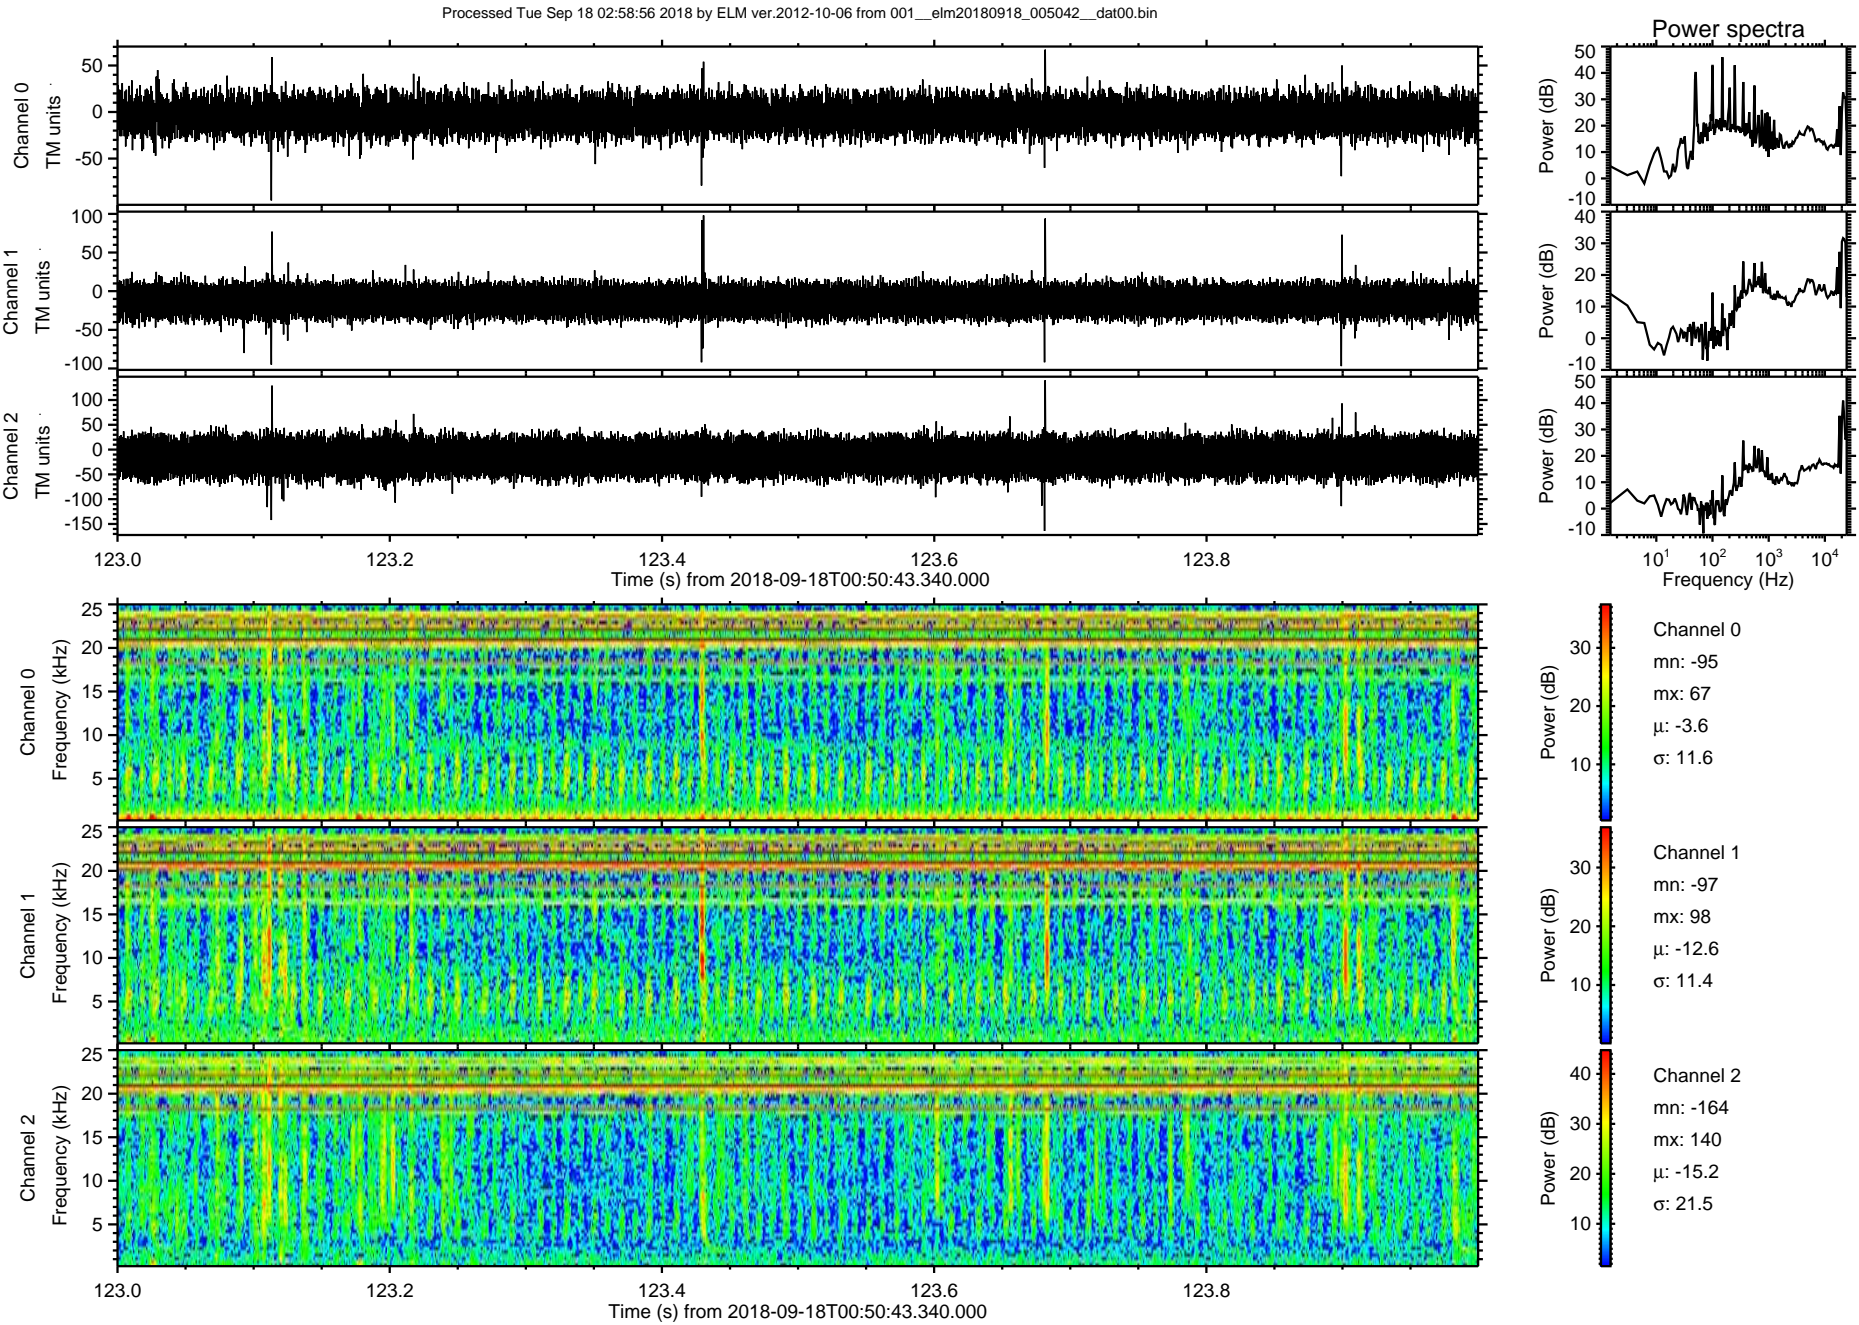 Processed Tue Sep 18 02:58:56 2018 by ELM ver.2012-10-06 from 001__elm20180918_005042__dat00.bin
Power spectra
Channel 0
TM units
50
0
-50
Power (dB)
50
40
30
20
10
0
-10
Channel 1
TM units
100
50
0
-50
-100
Power (dB)
40
30
20
10
0
-10
Channel 2
TM units
100
50
0
-50
-100
-150
Power (dB)
50
40
30
20
10
0
-10
123.0 123.2 123.4 123.6 123.8
Time (s) from 2018-09-18T00:50:43.340.000
10¹ 10² 10³ 10⁴
Frequency (Hz)
Channel 0
Frequency (kHz)
25
20
15
10
5
Power (dB)
30
20
10
Channel 0
mn: -95
mx: 67
μ: -3.6
σ: 11.6
Channel 1
Frequency (kHz)
25
20
15
10
5
Power (dB)
30
20
10
Channel 1
mn: -97
mx: 98
μ: -12.6
σ: 11.4
Channel 2
Frequency (kHz)
25
20
15
10
5
Power (dB)
40
30
20
10
Channel 2
mn: -164
mx: 140
μ: -15.2
σ: 21.5
123.0 123.2 123.4 123.6 123.8
Time (s) from 2018-09-18T00:50:43.340.000